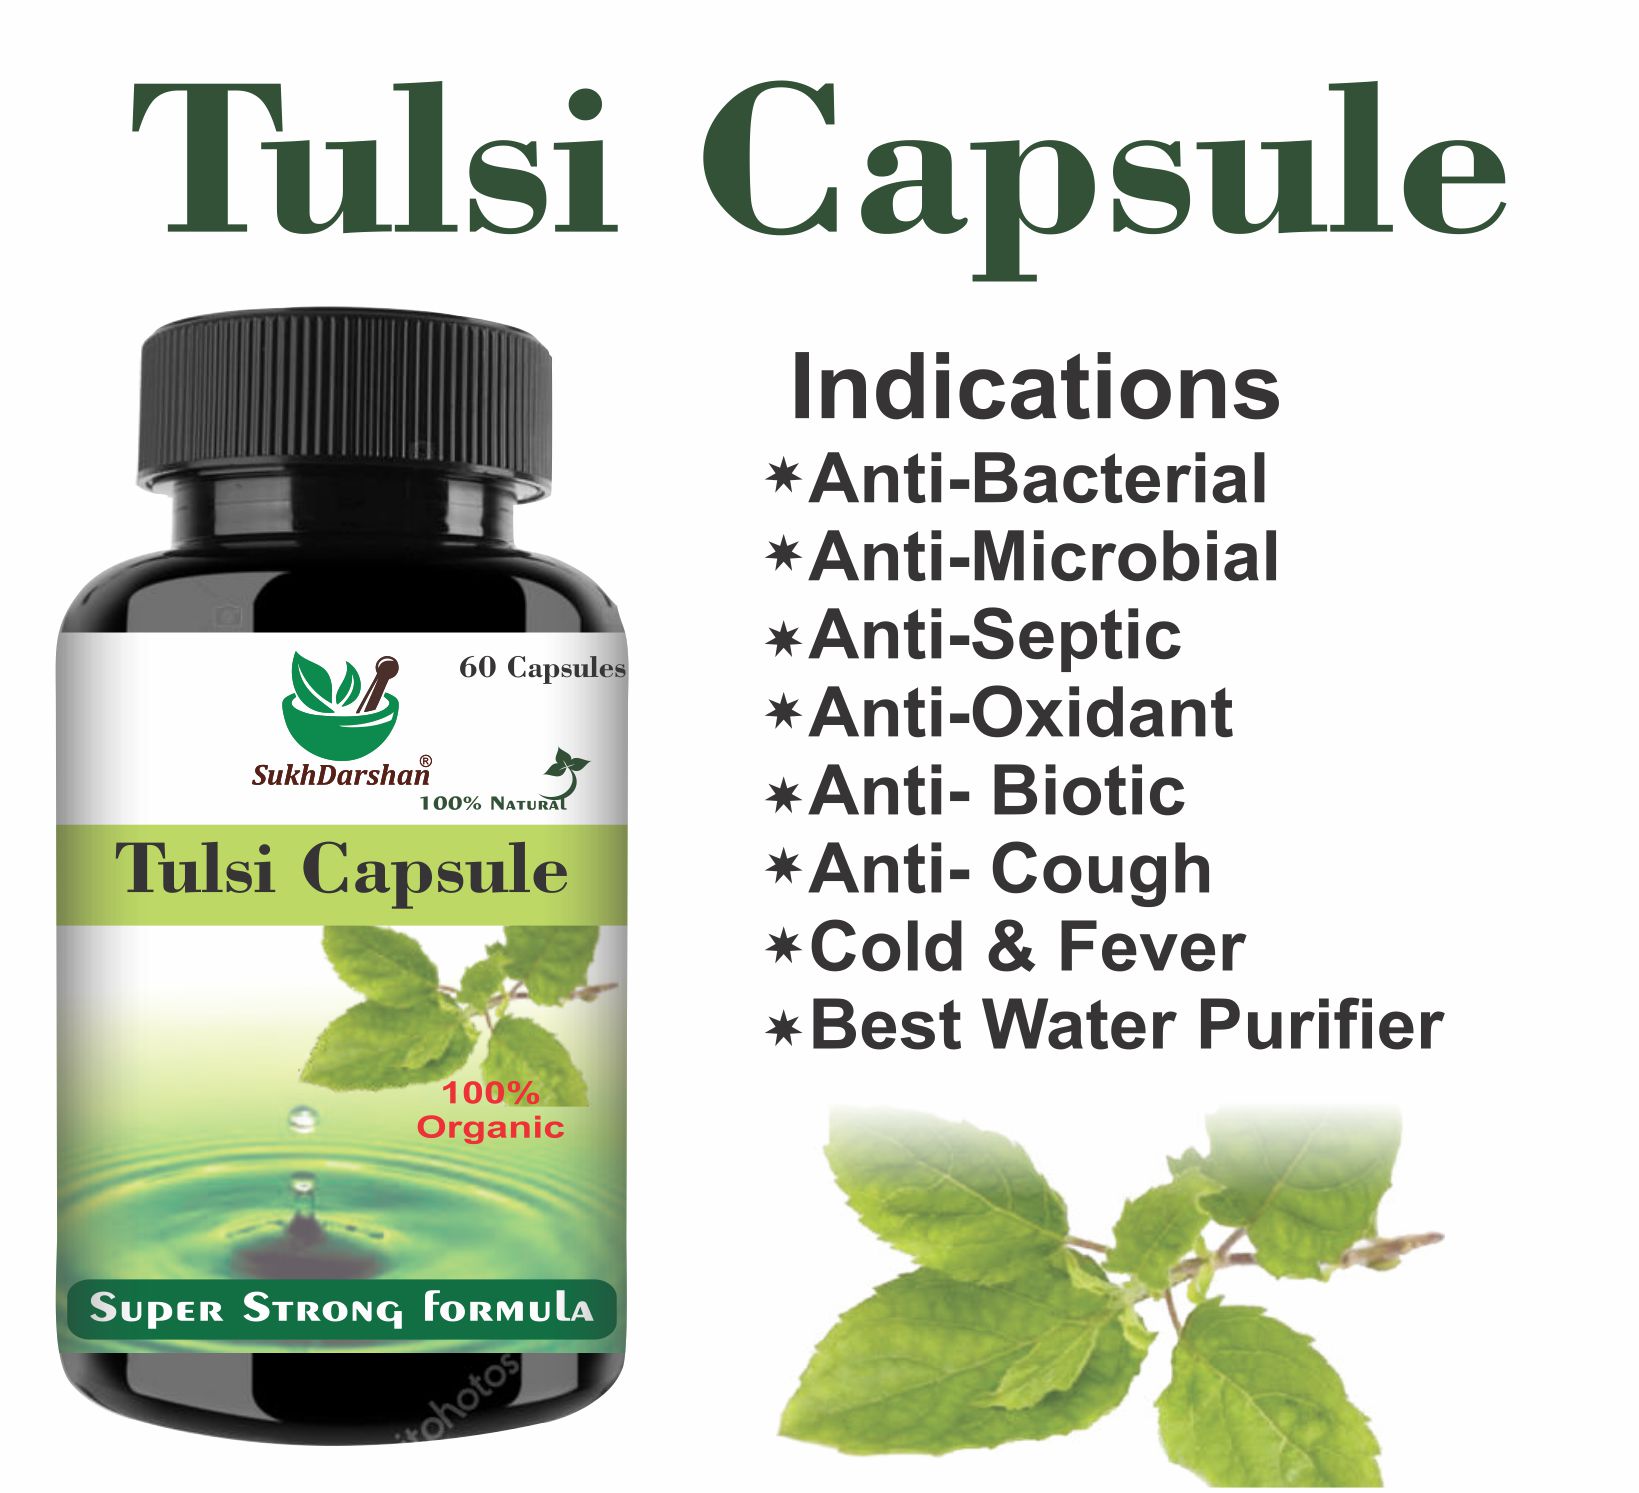 Tulsi Capsule
Indications
Anti-Bacterial
Anti-Microbial
Anti-Septic
Anti-Oxidant
Anti- Biotic
Anti- Cough
Cold & Fever
Best Water Purifier
60 Capsules
SukhDarshan®
100% Natural
Tulsi Capsule
100%
Organic
Super Strong formula